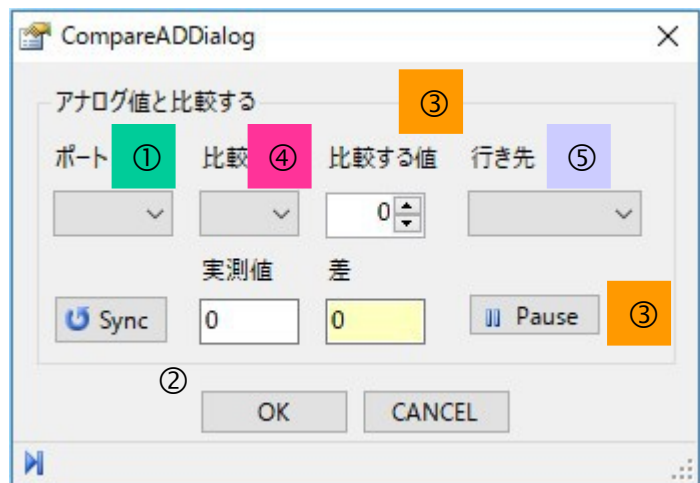 CompareADDialog
アナログ値と比較する ③
ポート ① 比較 ④ 比較する値 行き先 ⑤
0
実測値 差
Sync 0 0 Pause ③
②
OK CANCEL